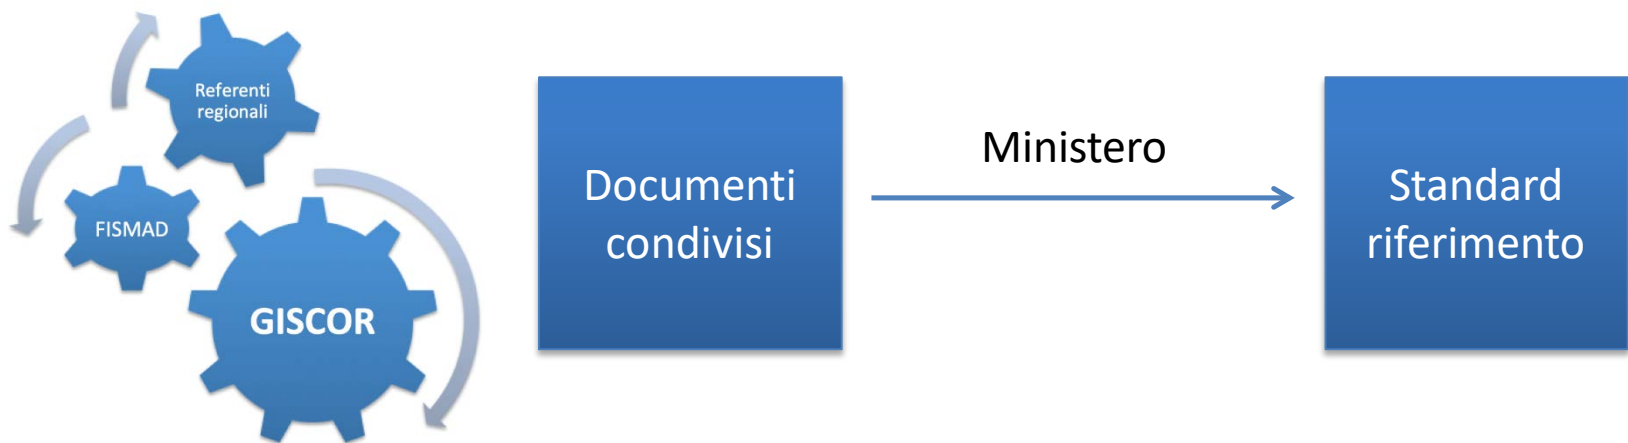 Referenti
regionali
FISMAD
GISCOR
Documenti
condivisi
Ministero
Standard
riferimento